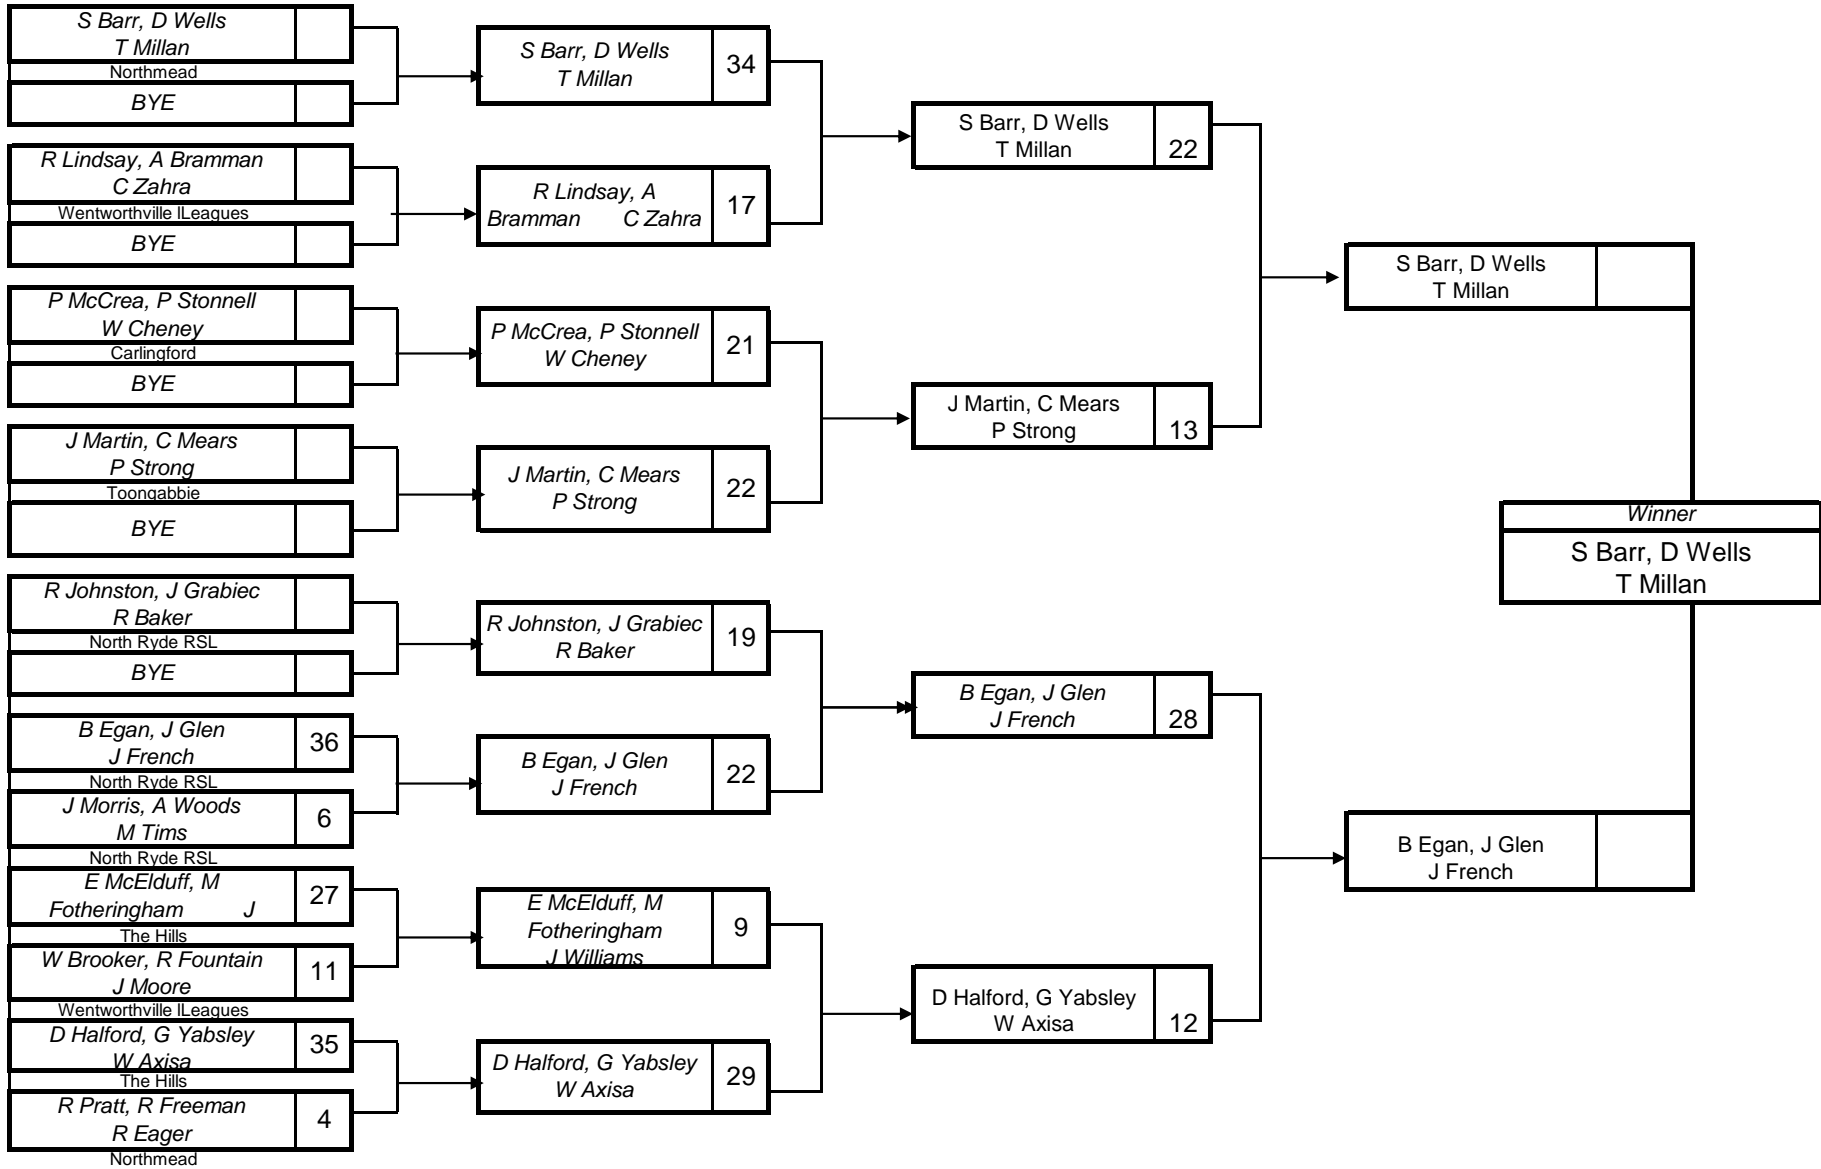 S Barr, D Wells
T Millan
Northmead
BYE
R Lindsay, A Bramman
C Zahra
Wentworthville lLeagues
BYE
P McCrea, P Stonnell
W Cheney
Carlingford
BYE
J Martin, C Mears
P Strong
Toongabbie
BYE
R Johnston, J Grabiec
R Baker
North Ryde RSL
BYE
B Egan, J Glen
J French
36
North Ryde RSL
J Morris, A Woods
M Tims
6
North Ryde RSL
E McElduff, M
Fotheringham J
27
The Hills
W Brooker, R Fountain
J Moore
11
Wentworthville lLeagues
D Halford, G Yabsley
W Axisa
35
The Hills
R Pratt, R Freeman
R Eager
4
Northmead
S Barr, D Wells
T Millan
34
R Lindsay, A
Bramman C Zahra
17
P McCrea, P Stonnell
W Cheney
21
J Martin, C Mears
P Strong
22
R Johnston, J Grabiec
R Baker
19
B Egan, J Glen
J French
22
E McElduff, M
Fotheringham
J Williams
9
D Halford, G Yabsley
W Axisa
29
S Barr, D Wells
T Millan
22
J Martin, C Mears
P Strong
13
B Egan, J Glen
J French
28
D Halford, G Yabsley
W Axisa
12
S Barr, D Wells
T Millan
B Egan, J Glen
J French
Winner
S Barr, D Wells
T Millan